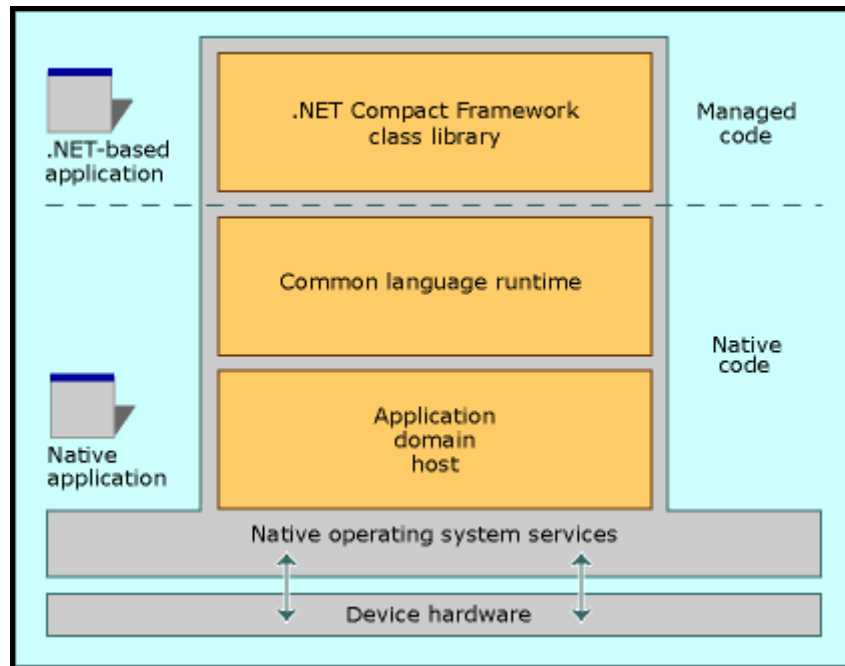 .NET-based
application
.NET Compact Framework
class library
Managed
code
Common language runtime
Native
code
Native
application
Application
domain
host
Native operating system services
Device hardware